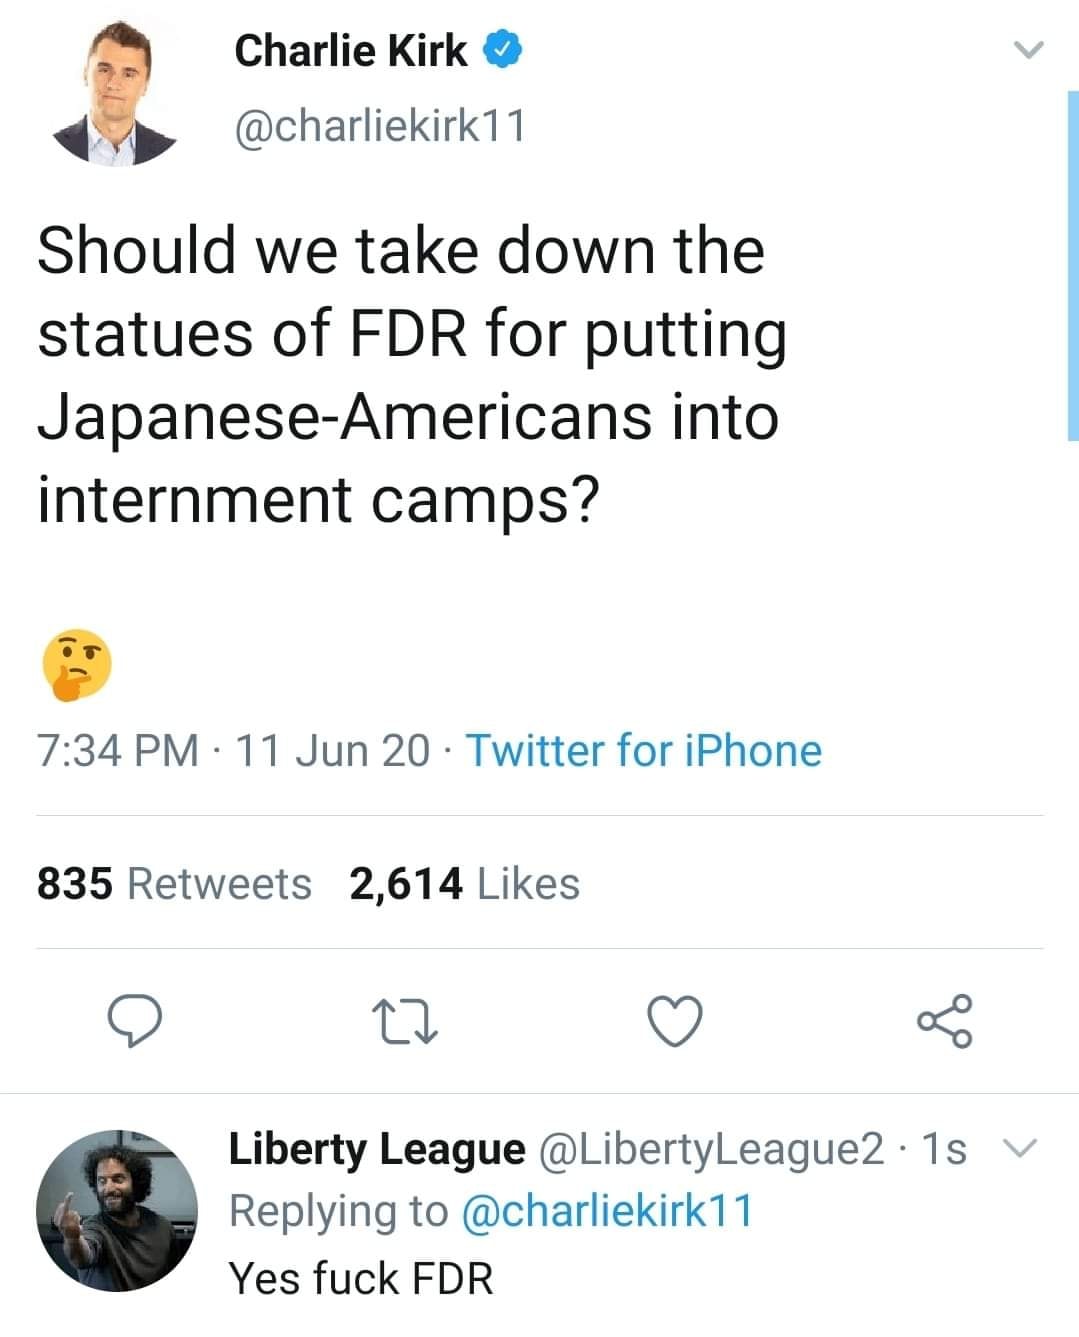 Charlie Kirk
@charliekirk11
Should we take down the
statues of FDR for putting
Japanese-Americans into
internment camps?
🤔
7:34 PM · 11 Jun 20 · Twitter for iPhone
835 Retweets 2,614 Likes
Liberty League @LibertyLeague2 · 1s
Replying to @charliekirk11
Yes fuck FDR